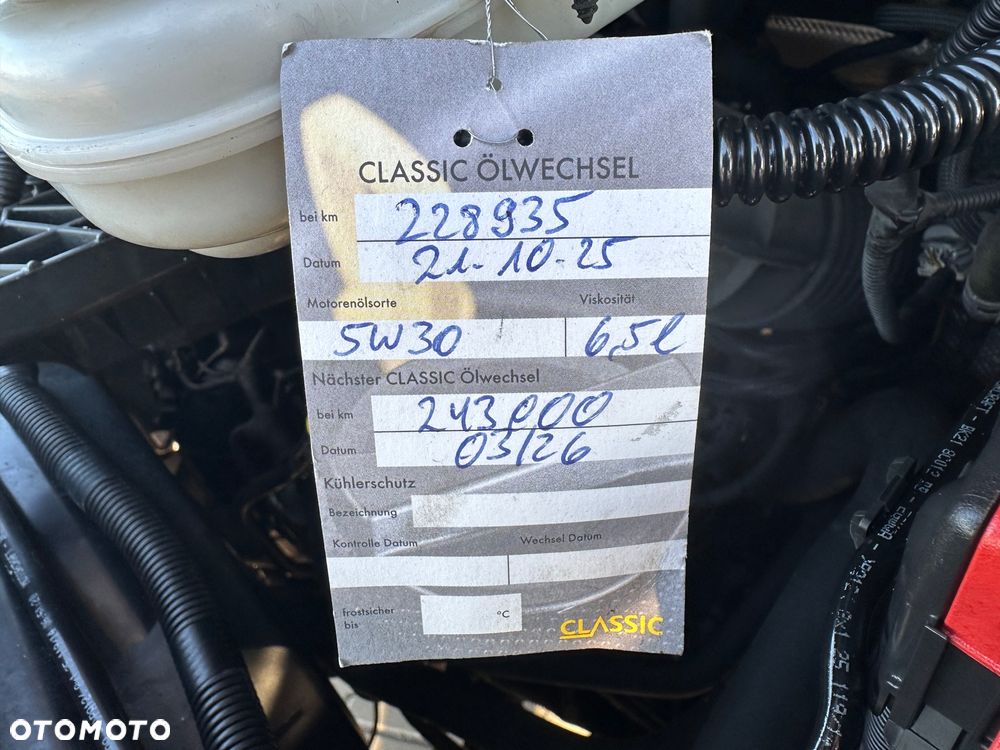 CLASSIC ÖLWECHSEL
bei km 228935
Datum 21-10-25
Motorenölsorte Viskosität
5W30 6,5l
Nächster CLASSIC Ölwechsel
bei km 243000
Datum 03/26
Kühlerschutz
Bezeichnung
Kontrolle Datum Wechsel Datum
frostsicher
bis °C
CLASSIC
OTOMOTO